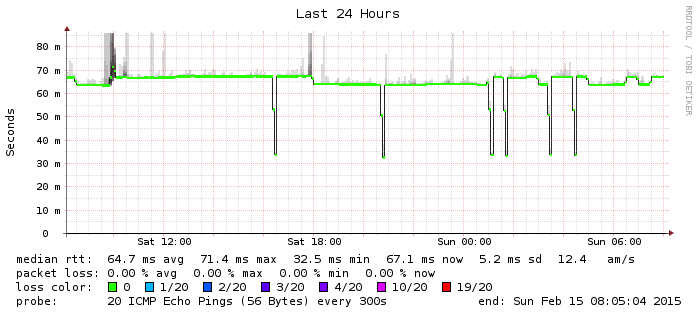 Last 24 Hours
RRDTOOL / TOBI OETIKER
Seconds
80 m
70 m
60 m
50 m
40 m
30 m
20 m
10 m
0
Sat 12:00 Sat 18:00 Sun 00:00 Sun 06:00
median rtt: 64.7 ms avg 71.4 ms max 32.5 ms min 67.1 ms now 5.2 ms sd 12.4 am/s
packet loss: 0.00 % avg 0.00 % max 0.00 % min 0.00 % now
loss color: 0 1/20 2/20 3/20 4/20 10/20 19/20
probe: 20 ICMP Echo Pings (56 Bytes) every 300s end: Sun Feb 15 08:05:04 2015